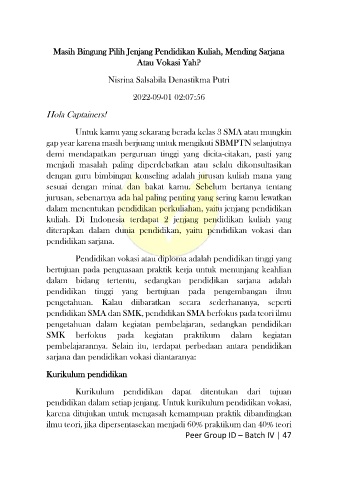 Masih Bingung Pilih Jenjang Pendidikan Kuliah, Mending Sarjana
Atau Vokasi Yah?
Nisrina Salsabila Denastikma Putri
2022-09-01 02:07:56
Hola Captainers!
Untuk kamu yang sekarang berada kelas 3 SMA atau mungkin
gap year karena masih berjuang untuk mengikuti SBMPTN selanjutnya
demi mendapatkan perguruan tinggi yang dicita-citakan, pasti yang
menjadi masalah paling diperdebatkan atau selalu dikonsultasikan
dengan guru bimbingan konseling adalah jurusan kuliah mana yang
sesuai dengan minat dan bakat kamu. Sebelum bertanya tentang
jurusan, sebenarnya ada hal paling penting yang sering kamu lewatkan
dalam menentukan pendidikan perkuliahan, yaitu jenjang pendidikan
kuliah. Di Indonesia terdapat 2 jenjang pendidikan kuliah yang
diterapkan dalam dunia pendidikan, yaitu pendidikan vokasi dan
pendidikan sarjana.
Pendidikan vokasi atau diploma adalah pendidikan tinggi yang
bertujuan pada penguasaan praktik kerja untuk menunjang keahlian
dalam bidang tertentu, sedangkan pendidikan sarjana adalah
pendidikan tinggi yang bertujuan pada pengembangan ilmu
pengetahuan. Kalau diibaratkan secara sederhananya, seperti
pendidikan SMA dan SMK, pendidikan SMA berfokus pada teori ilmu
pengetahuan dalam kegiatan pembelajaran, sedangkan pendidikan
SMK berfokus pada kegiatan praktikum dalam kegiatan
pembelajarannya. Selain itu, terdapat perbedaan antara pendidikan
sarjana dan pendidikan vokasi diantaranya:
Kurikulum pendidikan
Kurikulum pendidikan dapat ditentukan dari tujuan
pendidikan dalam setiap jenjang. Untuk kurikulum pendidikan vokasi,
karena ditujukan untuk mengasah kemampuan praktik dibandingkan
ilmu teori, jika dipersentasekan menjadi 60% praktikum dan 40% teori
Peer Group ID – Batch IV | 47